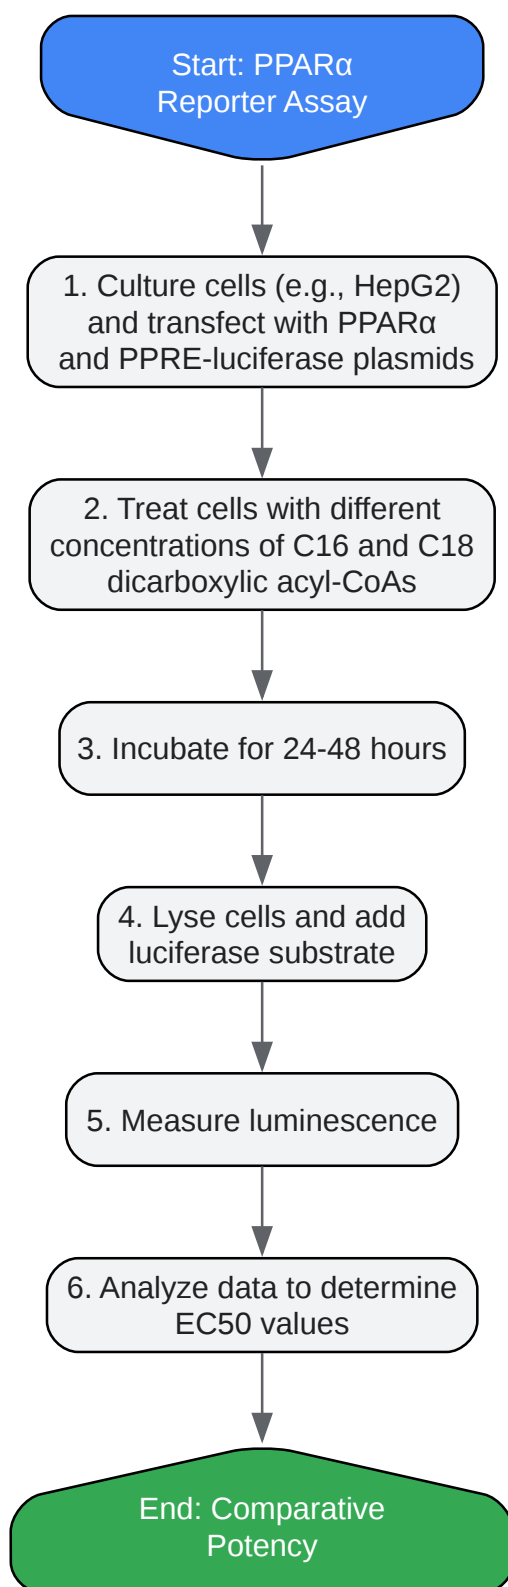 Start: PPARα
Reporter Assay
1. Culture cells (e.g., HepG2)
and transfect with PPARα
and PPRE-luciferase plasmids
2. Treat cells with different
concentrations of C16 and C18
dicarboxylic acyl-CoAs
3. Incubate for 24-48 hours
4. Lyse cells and add
luciferase substrate
5. Measure luminescence
6. Analyze data to determine
EC50 values
End: Comparative
Potency